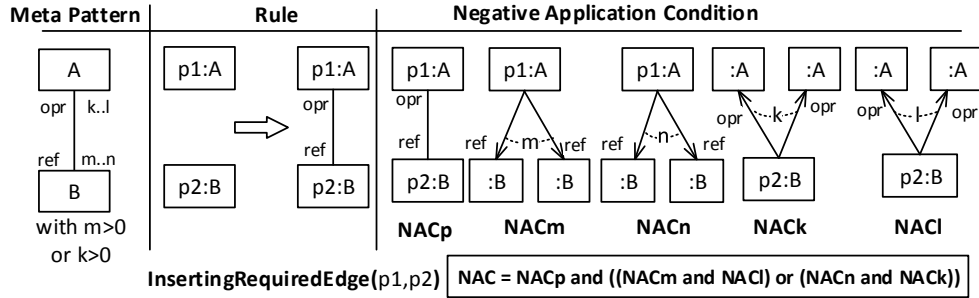 Meta Pattern Rule Negative Application Condition
A p1:A p1:A p1:A p1:A p1:A :A :A :A :A
opr k..l opr opr k l
opr opr opr opr
ref m..n ref ref ref m ref ref n ref
B p2:B p2:B p2:B :B :B :B :B p2:B p2:B
with m>0
or k>0
NACp NACm NACn NACk NACl
InsertingRequiredEdge(p1,p2) NAC = NACp and ((NACm and NACl) or (NACn and NACk))